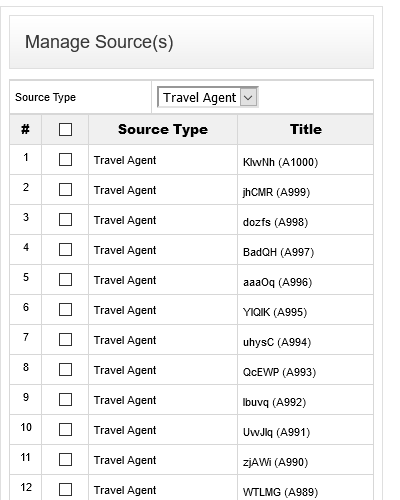 Manage Source(s)
Source Type Travel Agent
# Source Type Title
1 Travel Agent KlwNh (A1000)
2 Travel Agent jhCMR (A999)
3 Travel Agent dozfs (A998)
4 Travel Agent BadQH (A997)
5 Travel Agent aaaOq (A996)
6 Travel Agent YlQlK (A995)
7 Travel Agent uhysC (A994)
8 Travel Agent QcEWP (A993)
9 Travel Agent lbuvq (A992)
10 Travel Agent UwJlq (A991)
11 Travel Agent zjAWi (A990)
12 Travel Agent WTLMG (A989)